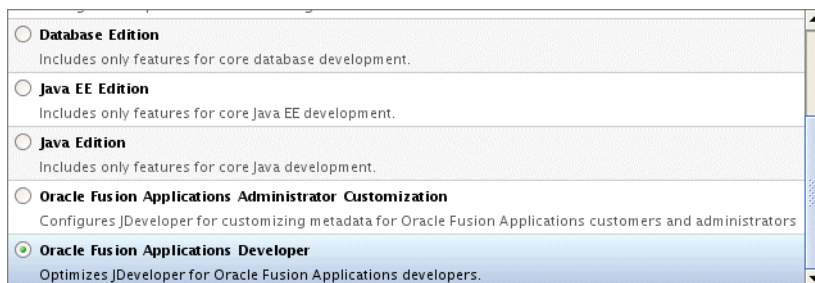 Database Edition
Includes only features for core database development.
Java EE Edition
Includes only features for core Java EE development.
Java Edition
Includes only features for core Java development.
Oracle Fusion Applications Administrator Customization
Configures JDeveloper for customizing metadata for Oracle Fusion Applications customers and administrators
Oracle Fusion Applications Developer
Optimizes JDeveloper for Oracle Fusion Applications developers.